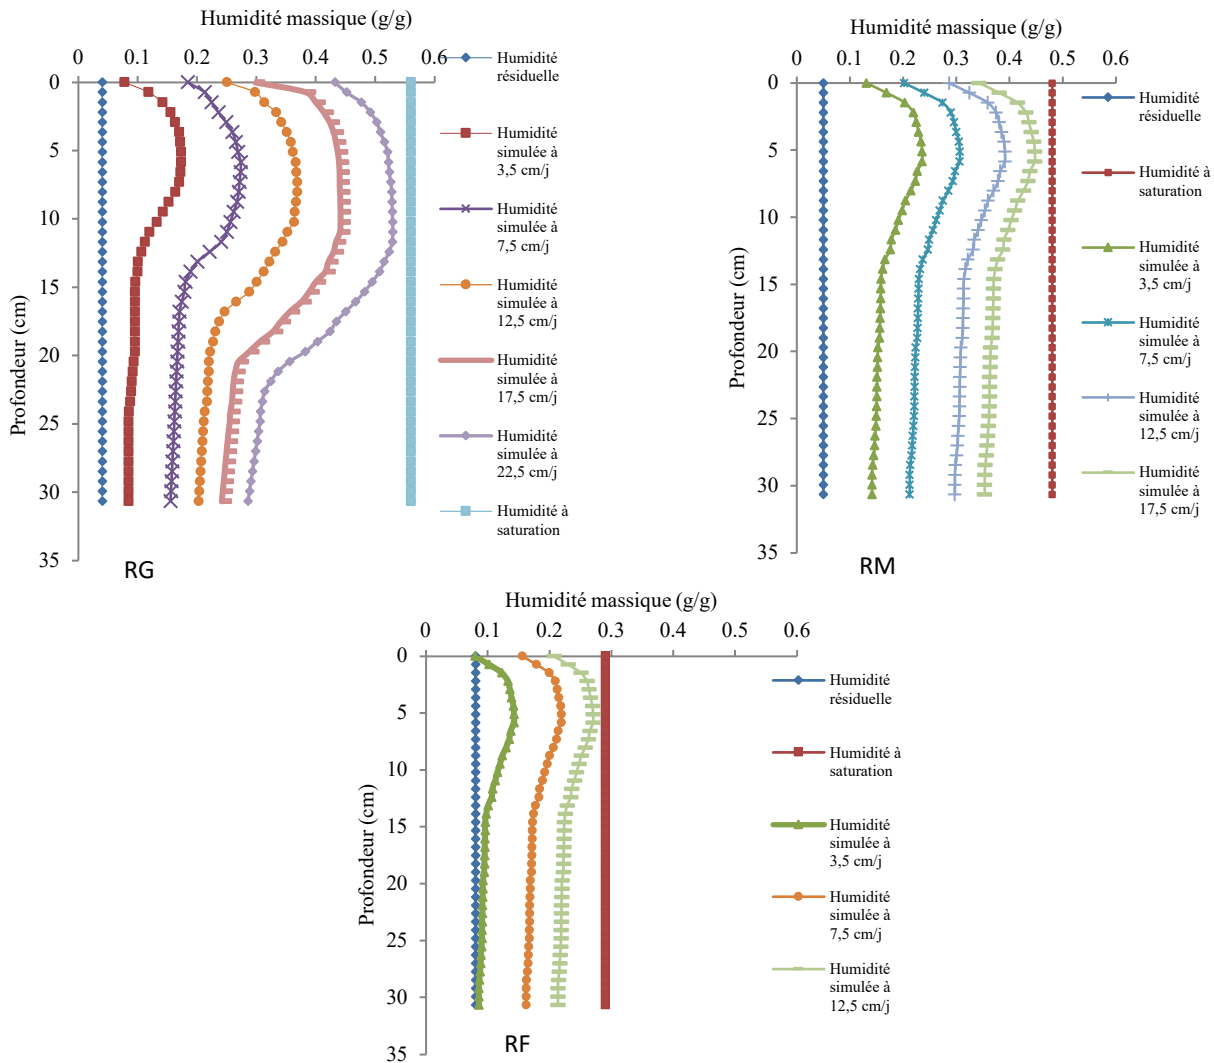 Humidité massique (g/g)
0 0.1 0.2 0.3 0.4 0.5 0.6
0
5
10
15
20
25
30
35
Profondeur (cm)
Humidité
résiduelle
Humidité
simulée à
3,5 cm/j
Humidité
simulée à
7,5 cm/j
Humidité
simulée à
12,5 cm/j
Humidité
simulée à
17,5 cm/j
Humidité
simulée à
22,5 cm/j
Humidité à
saturation
RG
Humidité massique (g/g)
0 0.1 0.2 0.3 0.4 0.5 0.6
0
5
10
15
20
25
30
35
Profondeur (cm)
Humidité
résiduelle
Humidité à
saturation
Humidité
simulée à
3,5 cm/j
Humidité
simulée à
7,5 cm/j
Humidité
simulée à
12,5 cm/j
Humidité
simulée à
17,5 cm/j
RM
Humidité massique (g/g)
0 0.1 0.2 0.3 0.4 0.5 0.6
0
5
10
15
20
25
30
35
Profondeur (cm)
Humidité
résiduelle
Humidité à
saturation
Humidité
simulée à
3,5 cm/j
Humidité
simulée à
7,5 cm/j
Humidité
simulée à
12,5 cm/j
RF